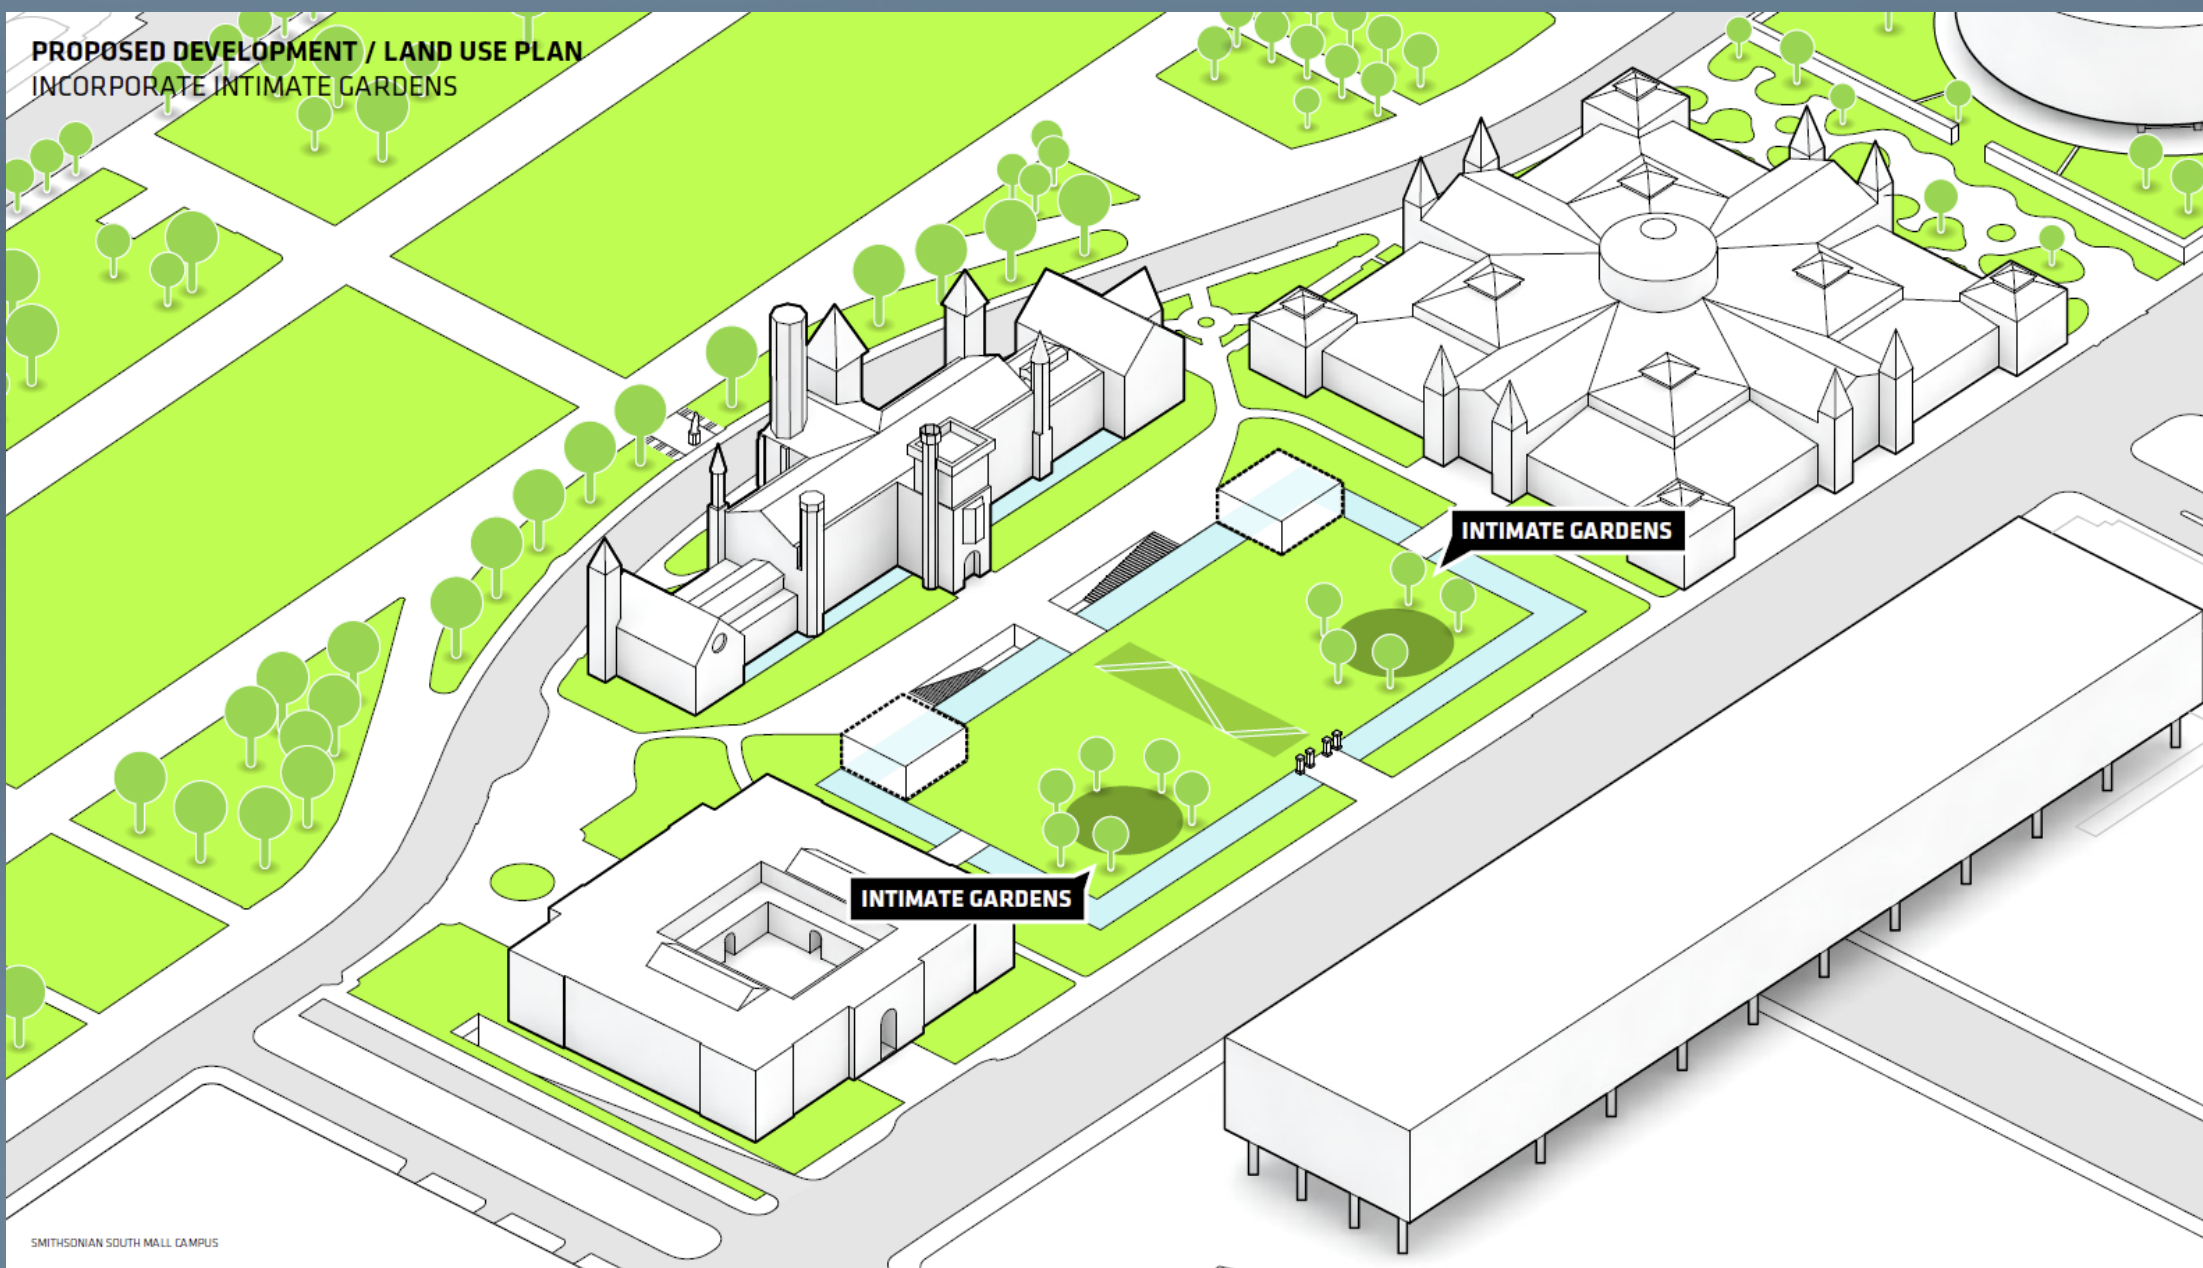 PROPOSED DEVELOPMENT / LAND USE PLAN
INCORPORATE INTIMATE GARDENS
INTIMATE GARDENS
INTIMATE GARDENS
SMITHSONIAN SOUTH MALL CAMPUS